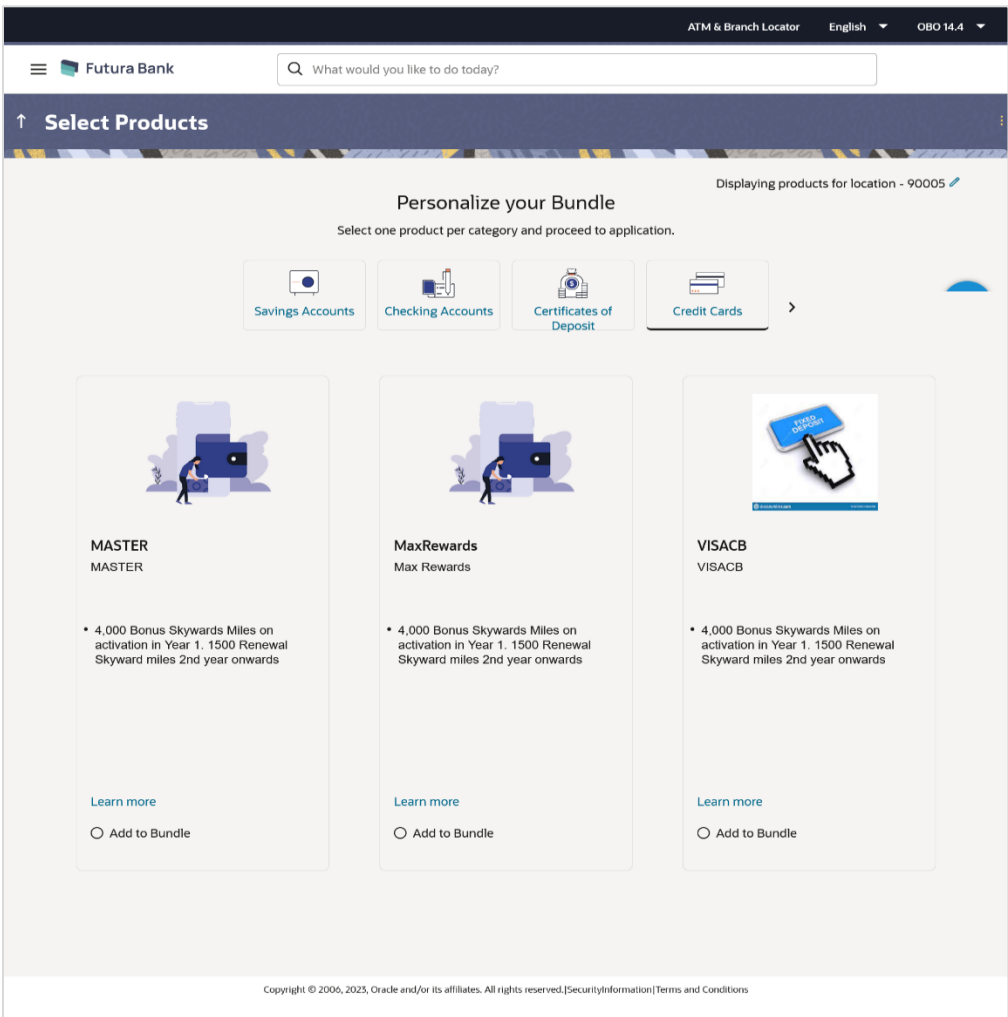 ATM & Branch Locator English OBO 14.4
Futura Bank What would you like to do today?
Select Products
Displaying products for location - 90005
Personalize your Bundle
Select one product per category and proceed to application.
Savings Accounts Checking Accounts Certificates of Deposit Credit Cards
MASTER
MASTER
• 4,000 Bonus Skywards Miles on
activation in Year 1. 1500 Renewal
Skyward miles 2nd year onwards
Learn more
Add to Bundle
MaxRewards
Max Rewards
• 4,000 Bonus Skywards Miles on
activation in Year 1. 1500 Renewal
Skyward miles 2nd year onwards
Learn more
Add to Bundle
FIXED
DEPOSIT
VISACB
VISACB
• 4,000 Bonus Skywards Miles on
activation in Year 1. 1500 Renewal
Skyward miles 2nd year onwards
Learn more
Add to Bundle
Copyright © 2006, 2023, Oracle and/or its affiliates. All rights reserved.|SecurityInformation|Terms and Conditions